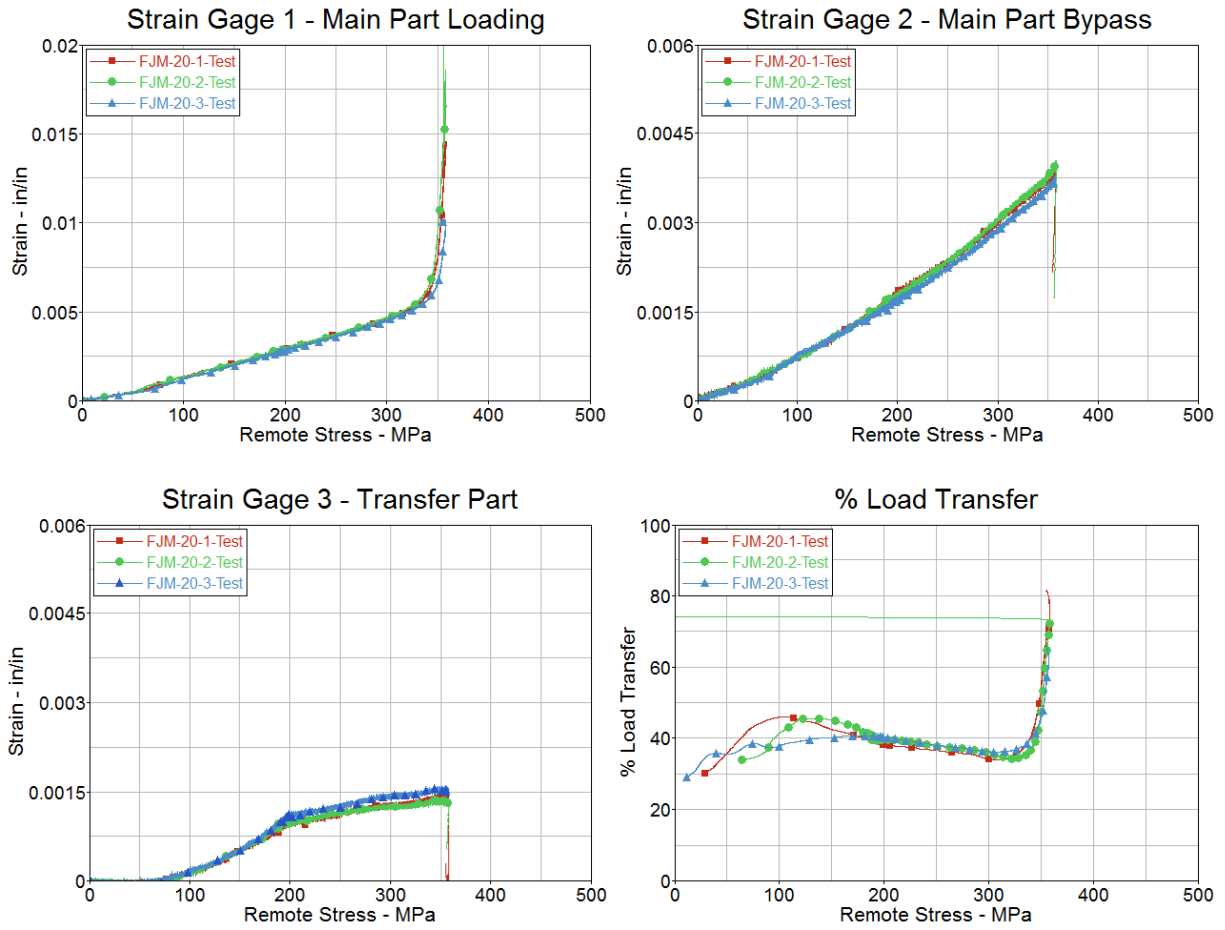 Strain Gage 1 - Main Part Loading
0.02
0.015
0.01
0.005
0
Strain - in/in
FJM-20-1-Test
FJM-20-2-Test
FJM-20-3-Test
100
200
300
400
500
Remote Stress - MPa
Strain Gage 2 - Main Part Bypass
0.006
0.0045
0.003
0.0015
0
Strain - in/in
FJM-20-1-Test
FJM-20-2-Test
FJM-20-3-Test
0
100
200
300
400
500
Remote Stress - MPa
Strain Gage 3 - Transfer Part
0.006
0.0045
0.003
0.0015
0
Strain - in/in
FJM-20-1-Test
FJM-20-2-Test
FJM-20-3-Test
0
100
200
300
400
500
Remote Stress - MPa
% Load Transfer
100
80
60
40
20
0
% Load Transfer
FJM-20-1-Test
FJM-20-2-Test
FJM-20-3-Test
0
100
200
300
400
500
Remote Stress - MPa